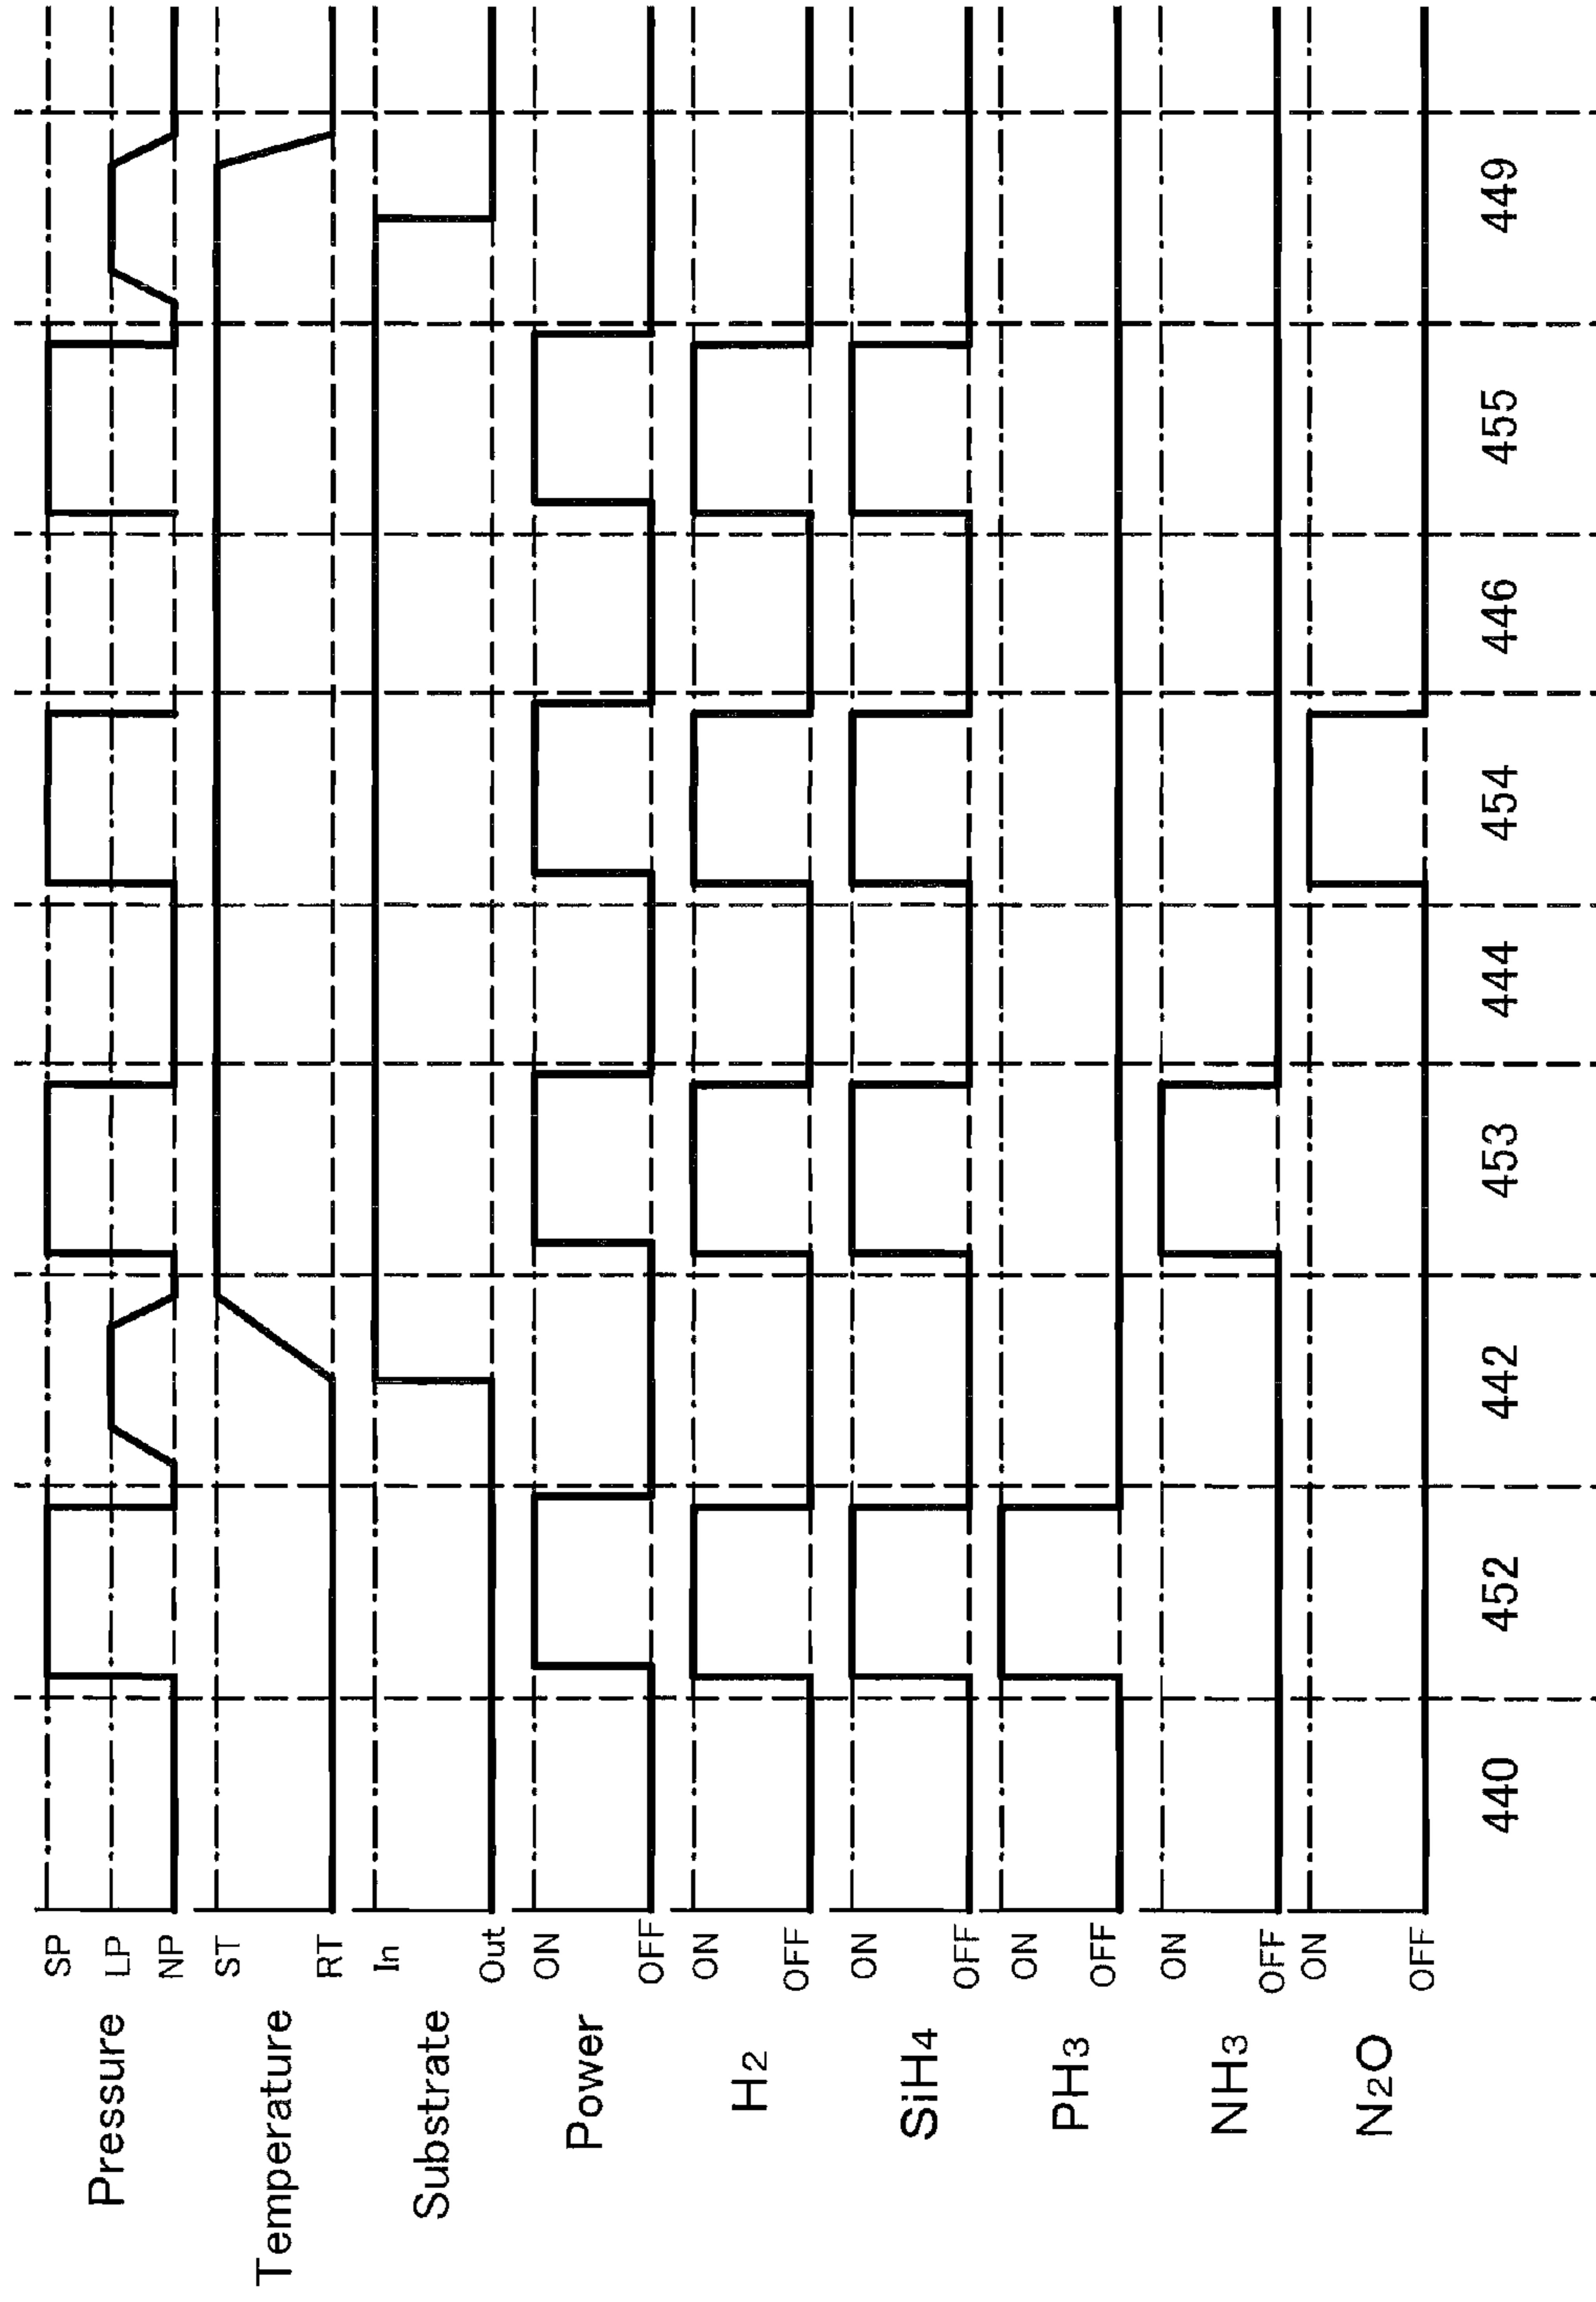 Pressure
SP
LP
NP
Temperature
ST
RT
Substrate
In
Out
Power
ON
OFF
H2
ON
OFF
SiH4
ON
OFF
PH3
ON
OFF
NH3
ON
OFF
N2O
ON
OFF
440 452 442 453 444 454 446 455 449